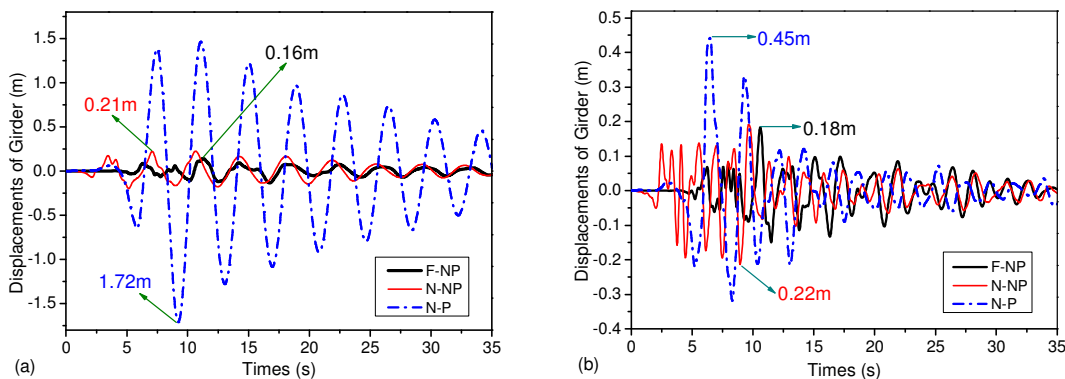 Displacements of Girder (m)
1.5
1.0
0.5
0.0
-0.5
-1.0
-1.5
0.16m
0.21m
1.72m
F-NP
N-NP
N-P
0 5 10 15 20 25 30 35
Times (s)
(a)
Displacements of Girder (m)
0.5
0.4
0.3
0.2
0.1
0.0
-0.1
-0.2
-0.3
-0.4
0.45m
0.18m
0.22m
F-NP
N-NP
N-P
0 5 10 15 20 25 30 35
Times (s)
(b)